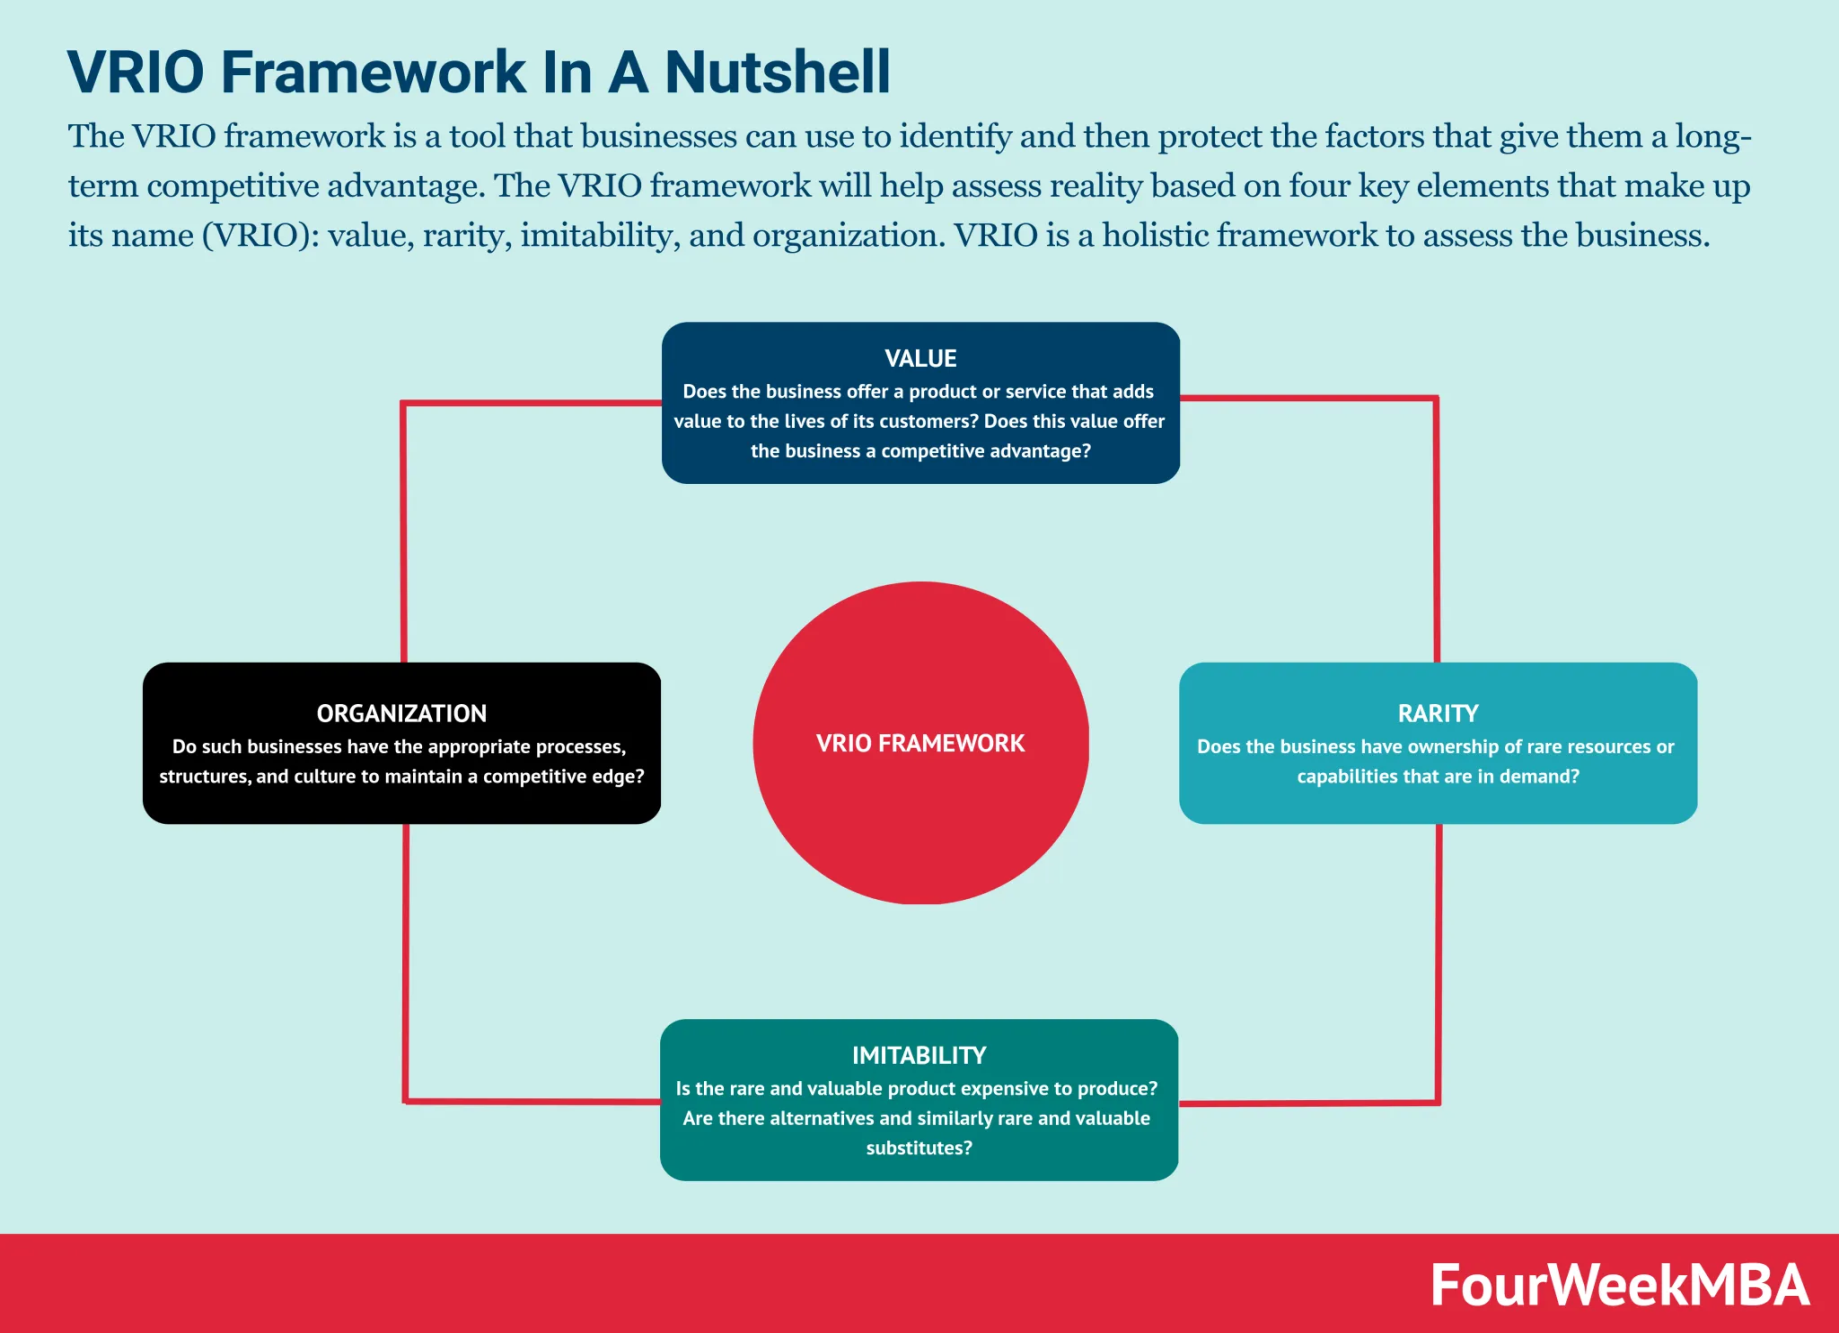 VRIO Framework In A Nutshell
The VRIO framework is a tool that businesses can use to identify and then protect the factors that give them a long-
term competitive advantage. The VRIO framework will help assess reality based on four key elements that make up
its name (VRIO): value, rarity, imitability, and organization. VRIO is a holistic framework to assess the business.
VALUE
Does the business offer a product or service that adds
value to the lives of its customers? Does this value offer
the business a competitive advantage?
ORGANIZATION
Do such businesses have the appropriate processes,
structures, and culture to maintain a competitive edge?
VRIO FRAMEWORK
RARITY
Does the business have ownership of rare resources or
capabilities that are in demand?
IMITABILITY
Is the rare and valuable product expensive to produce?
Are there alternatives and similarly rare and valuable
substitutes?
FourWeekMBA